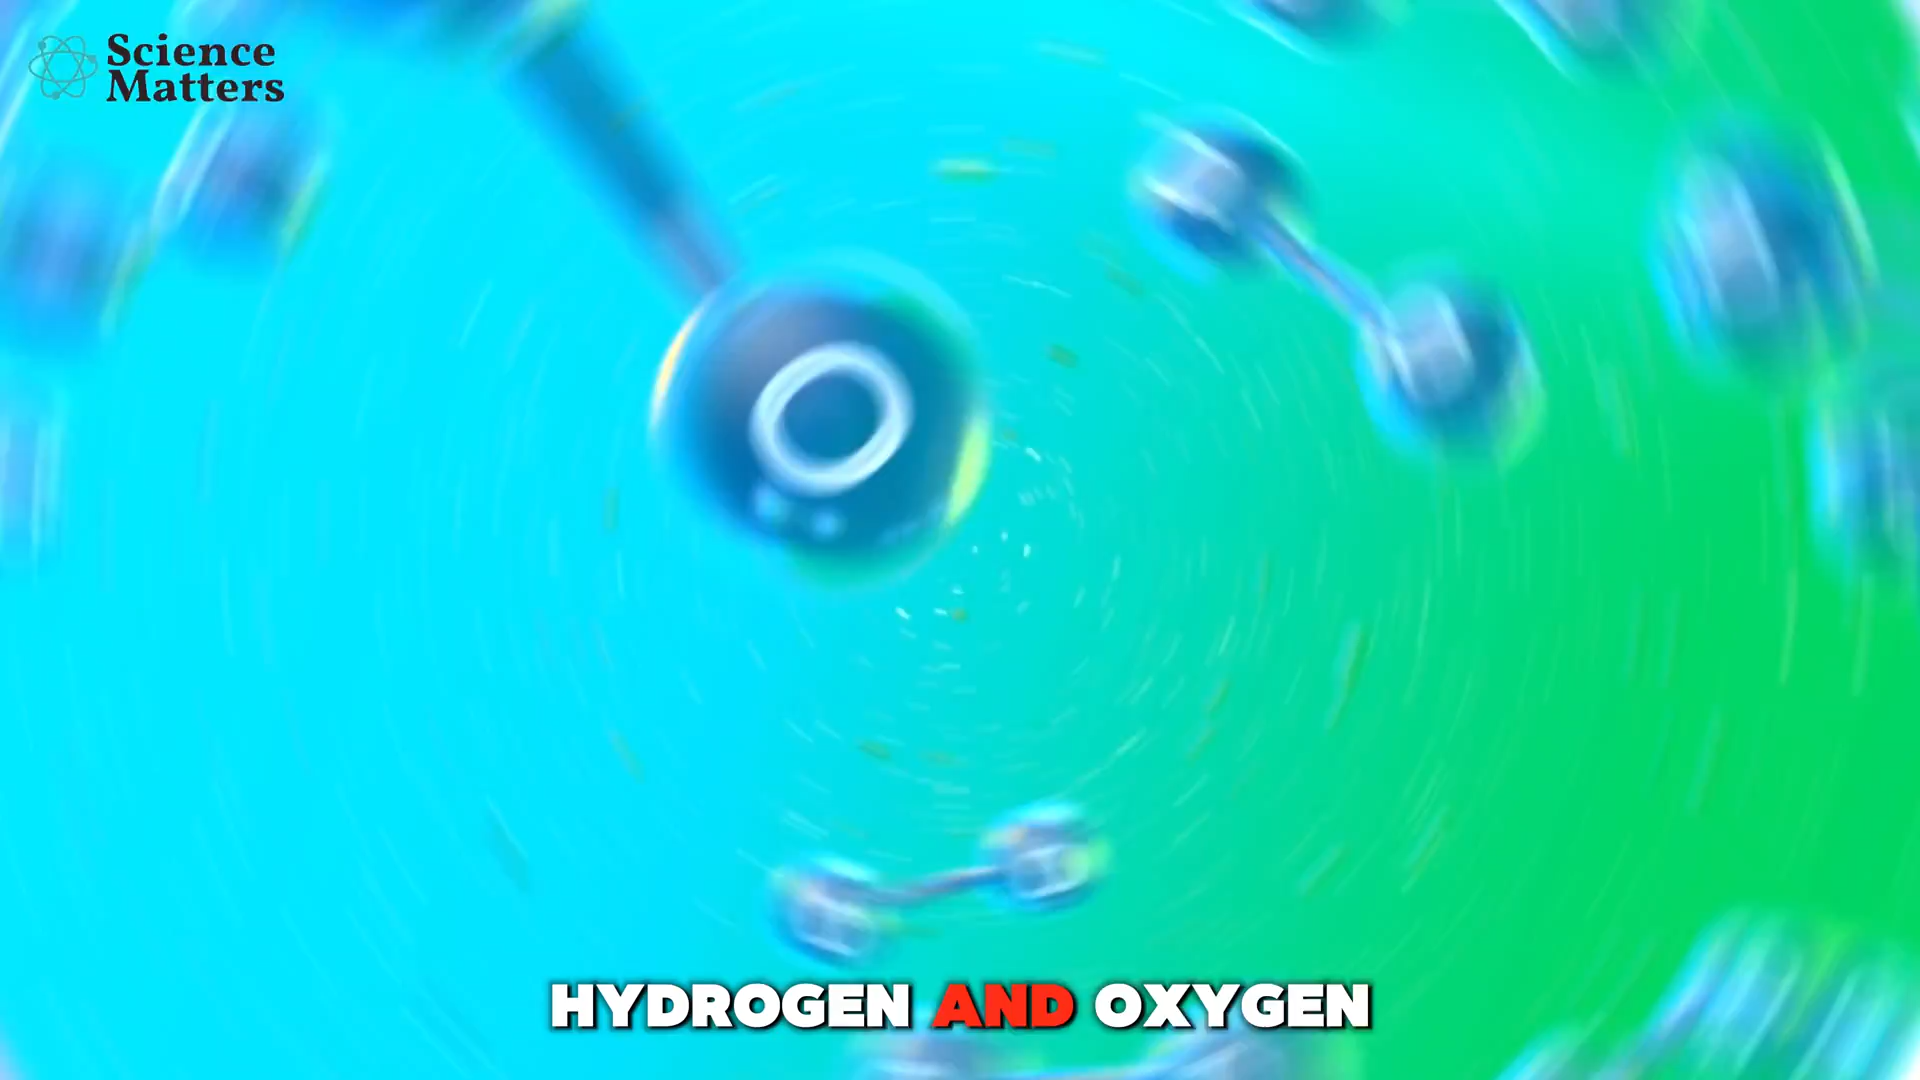 Science
Matters
O
HYDROGEN AND OXYGEN